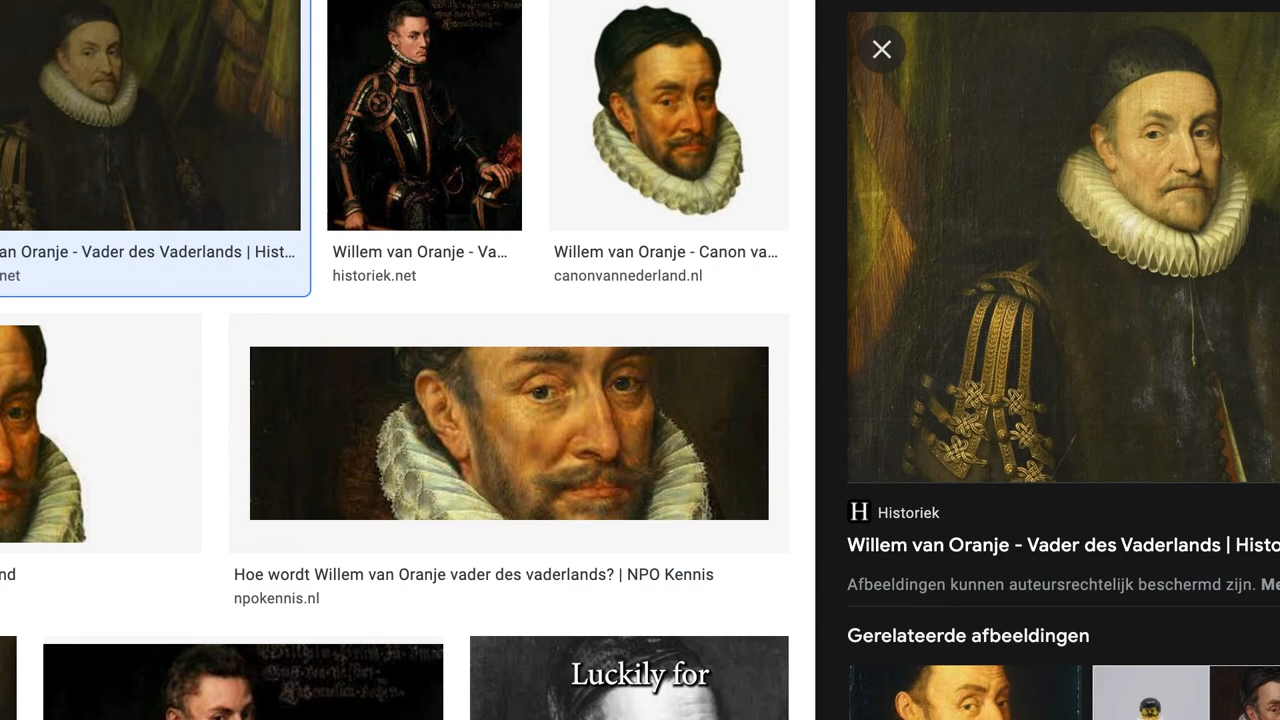 an Oranje - Vader des Vaderlands | Hist...
net
Willem van Oranje - Va...
historiek.net
Willem van Oranje - Canon va...
canonvannederland.nl
nd
Hoe wordt Willem van Oranje vader des vaderlands? | NPO Kennis
npokennis.nl
Luckily for
H Historiek
Willem van Oranje - Vader des Vaderlands | Histo
Afbeeldingen kunnen auteursrechtelijk beschermd zijn. Me
Gerelateerde afbeeldingen